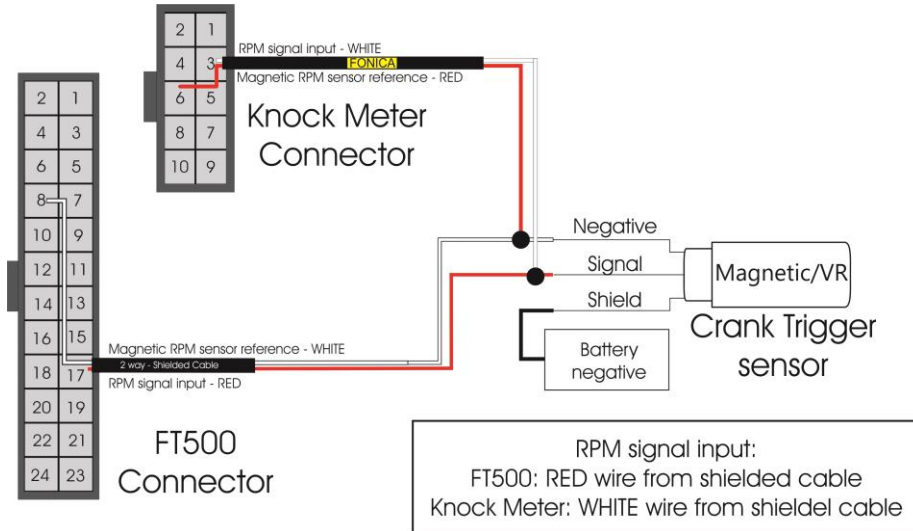 2 1
4 3
6 5
8 7
10 9
RPM signal input - WHITE
FONICA
Magnetic RPM sensor reference - RED
Knock Meter
Connector
2 1
4 3
6 5
8 7
10 9
12 11
14 13
16 15
18 17
20 19
22 21
24 23
Magnetic RPM sensor reference - WHITE
2 way - Shielded Cable
RPM signal input - RED
FT500
Connector
Negative
Signal
Shield
Magnetic/VR
Crank Trigger
sensor
Battery
negative
RPM signal input:
FT500: RED wire from shielded cable
Knock Meter: WHITE wire from shieldel cable